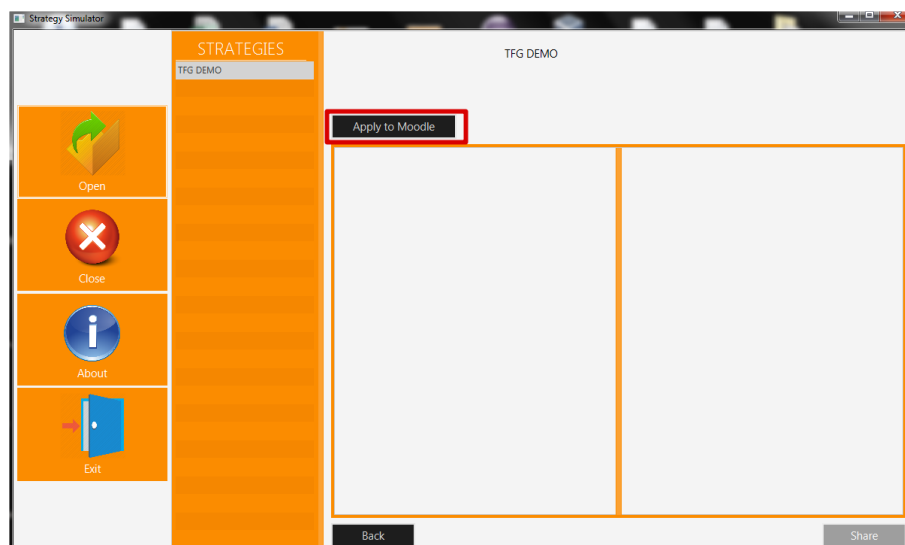 Strategy Simulator
STRATEGIES
TFG DEMO
TFG DEMO
Apply to Moodle
Open
Close
About
Exit
Back
Share